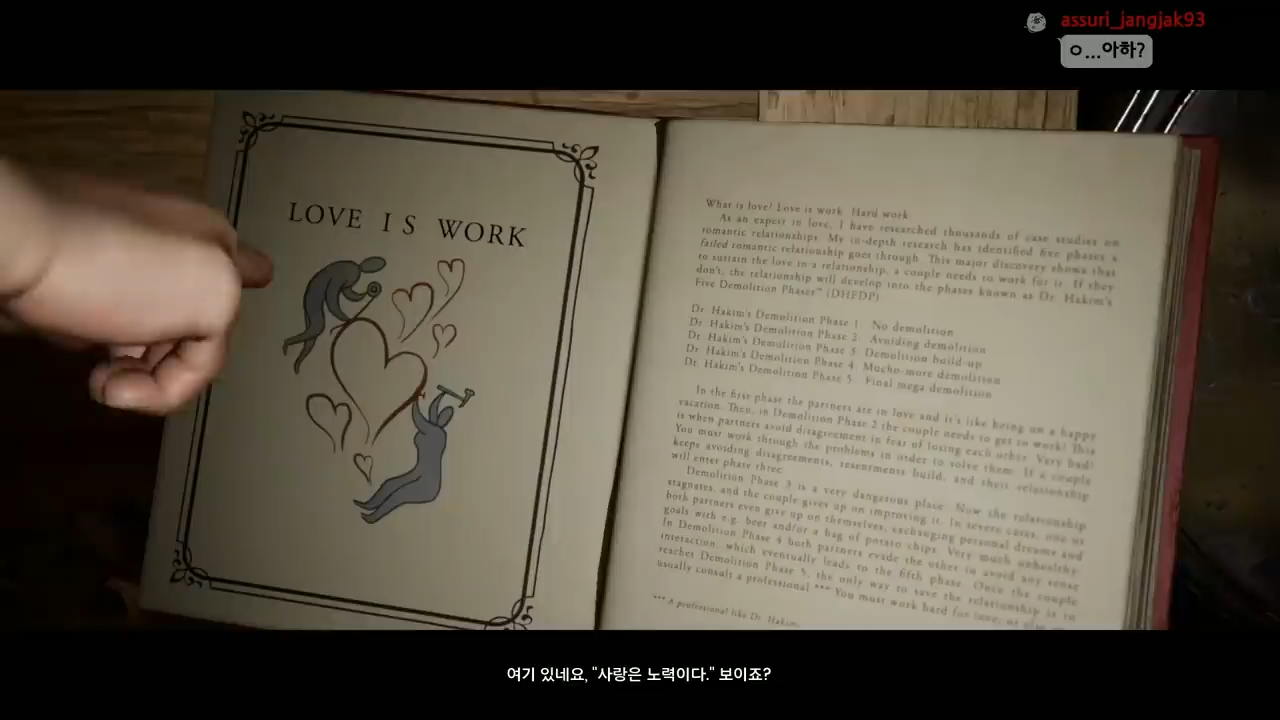 assuri_jangjak93
ㅇ...아하?
LOVE IS WORK
What is love? Love is work. Hard work.
As an expert in love, I have researched thousands of case studies on
romantic relationships. My in-depth research has identified five phases a
failed romantic relationship goes through. This major discovery shows that
to sustain the love in a relationship, a couple needs to work for it. If they
don't, the relationship will develop into the phases known as Dr. Hakim's
Five Demolition Phases™ (DHFDP)
Dr. Hakim's Demolition Phase 1: No demolition
Dr. Hakim's Demolition Phase 2: Avoiding demolition
Dr. Hakim's Demolition Phase 3: Demolition build-up
Dr. Hakim's Demolition Phase 4: Mucho-more demolition
Dr. Hakim's Demolition Phase 5: Final mega demolition
In the first phase the partners are in love and it's like being on a happy
vacation. Then, in Demolition Phase 2 the couple needs to get to work! This
is when partners avoid disagreement in fear of losing each other. Very bad!
You must work through the problems in order to solve them. If a couple
keeps avoiding disagreements, resentments build, and their relationship
will enter phase three.
Demolition Phase 3 is a very dangerous place. Now the relationship
stagnates, and the couple gives up on improving it. In severe cases, one or
both partners even give up on themselves, exchanging personal dreams and
goals with e.g. beer and/or a bag of potato chips. Very much unhealthy.
In Demolition Phase 4 both partners evade the other to avoid any sense
interaction, which eventually leads to the fifth phase. Once the couple
reaches Demolition Phase 5, the only way to save the relationship is to
usually consult a professional.*** You must work hard for love, or else
*** A professional like Dr. Hakim.
여기 있네요, "사랑은 노력이다." 보이죠?